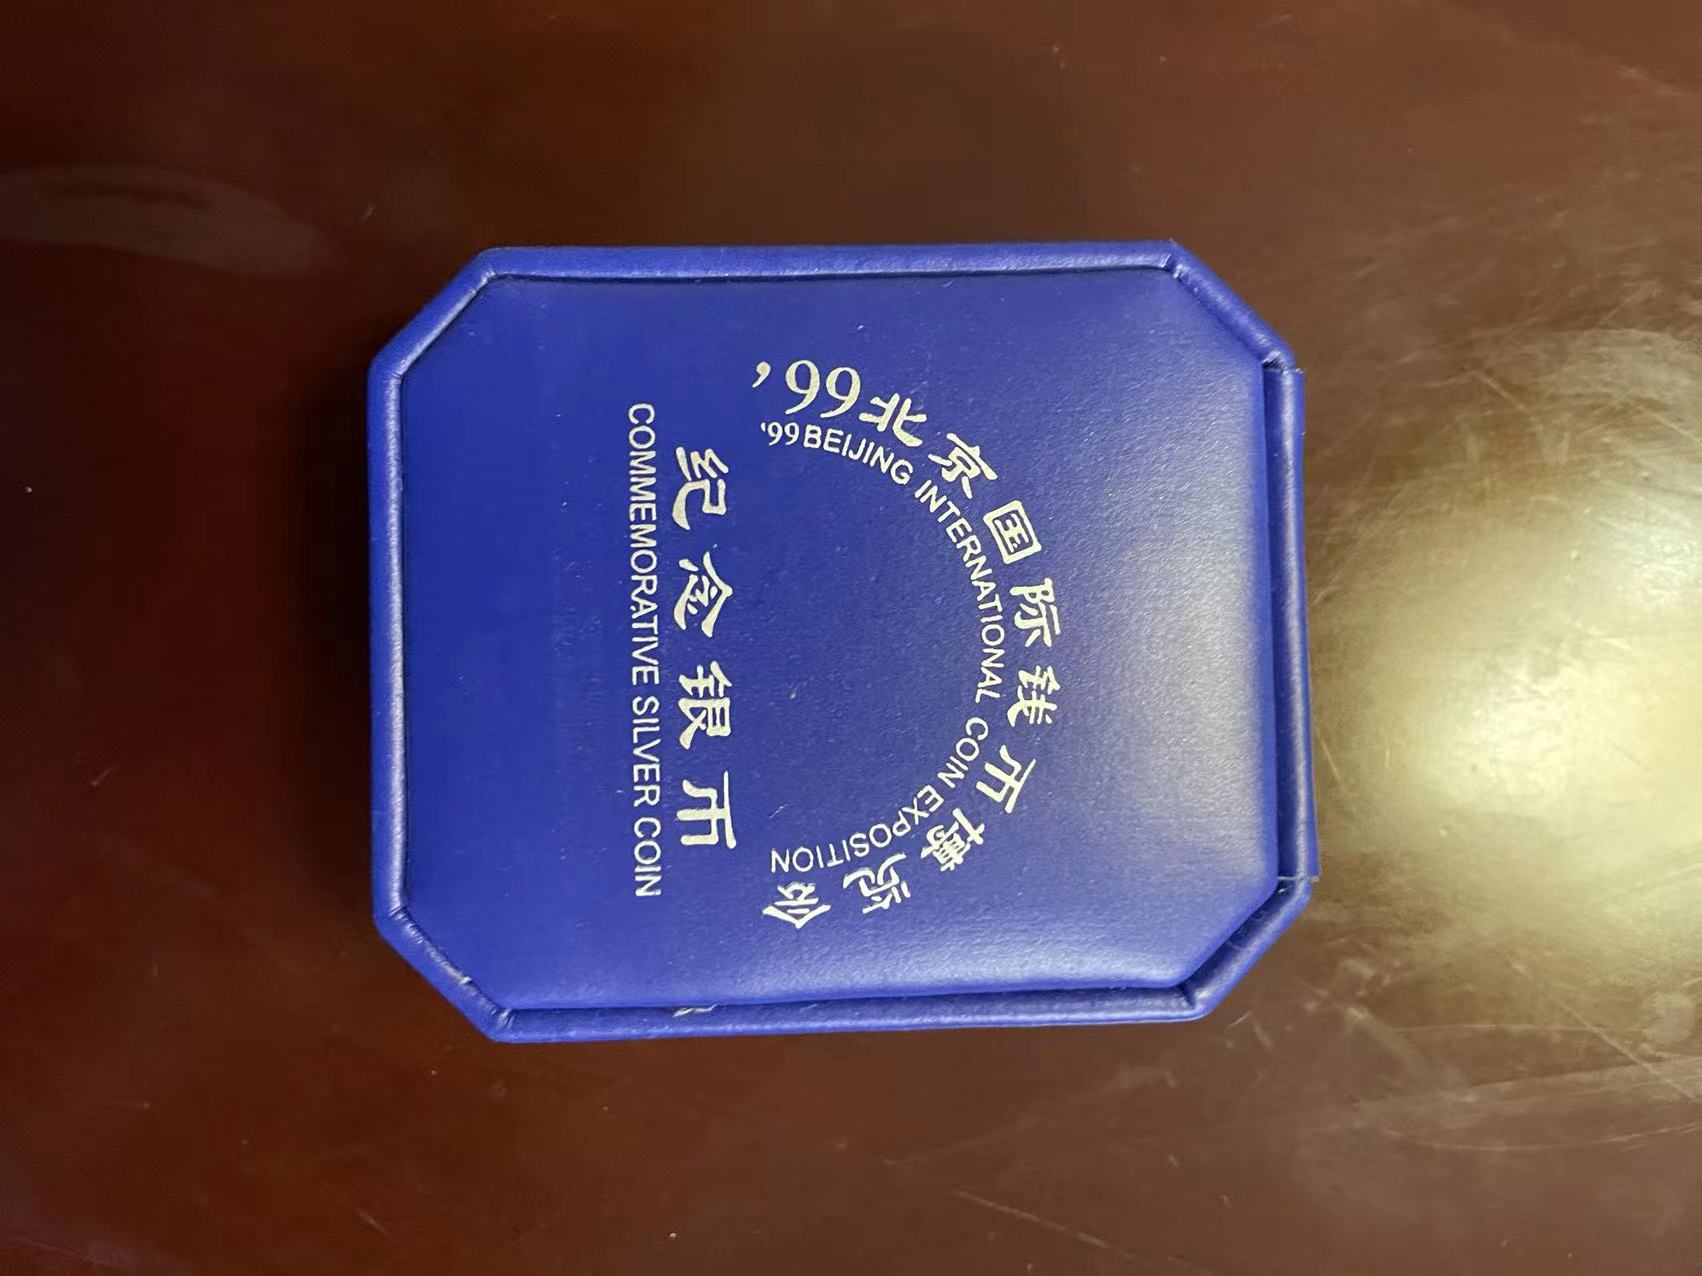 '99北京国际钱币博览会
'99 BEIJING INTERNATIONAL COIN EXPOSITION
纪念银币
COMMEMORATIVE SILVER COIN